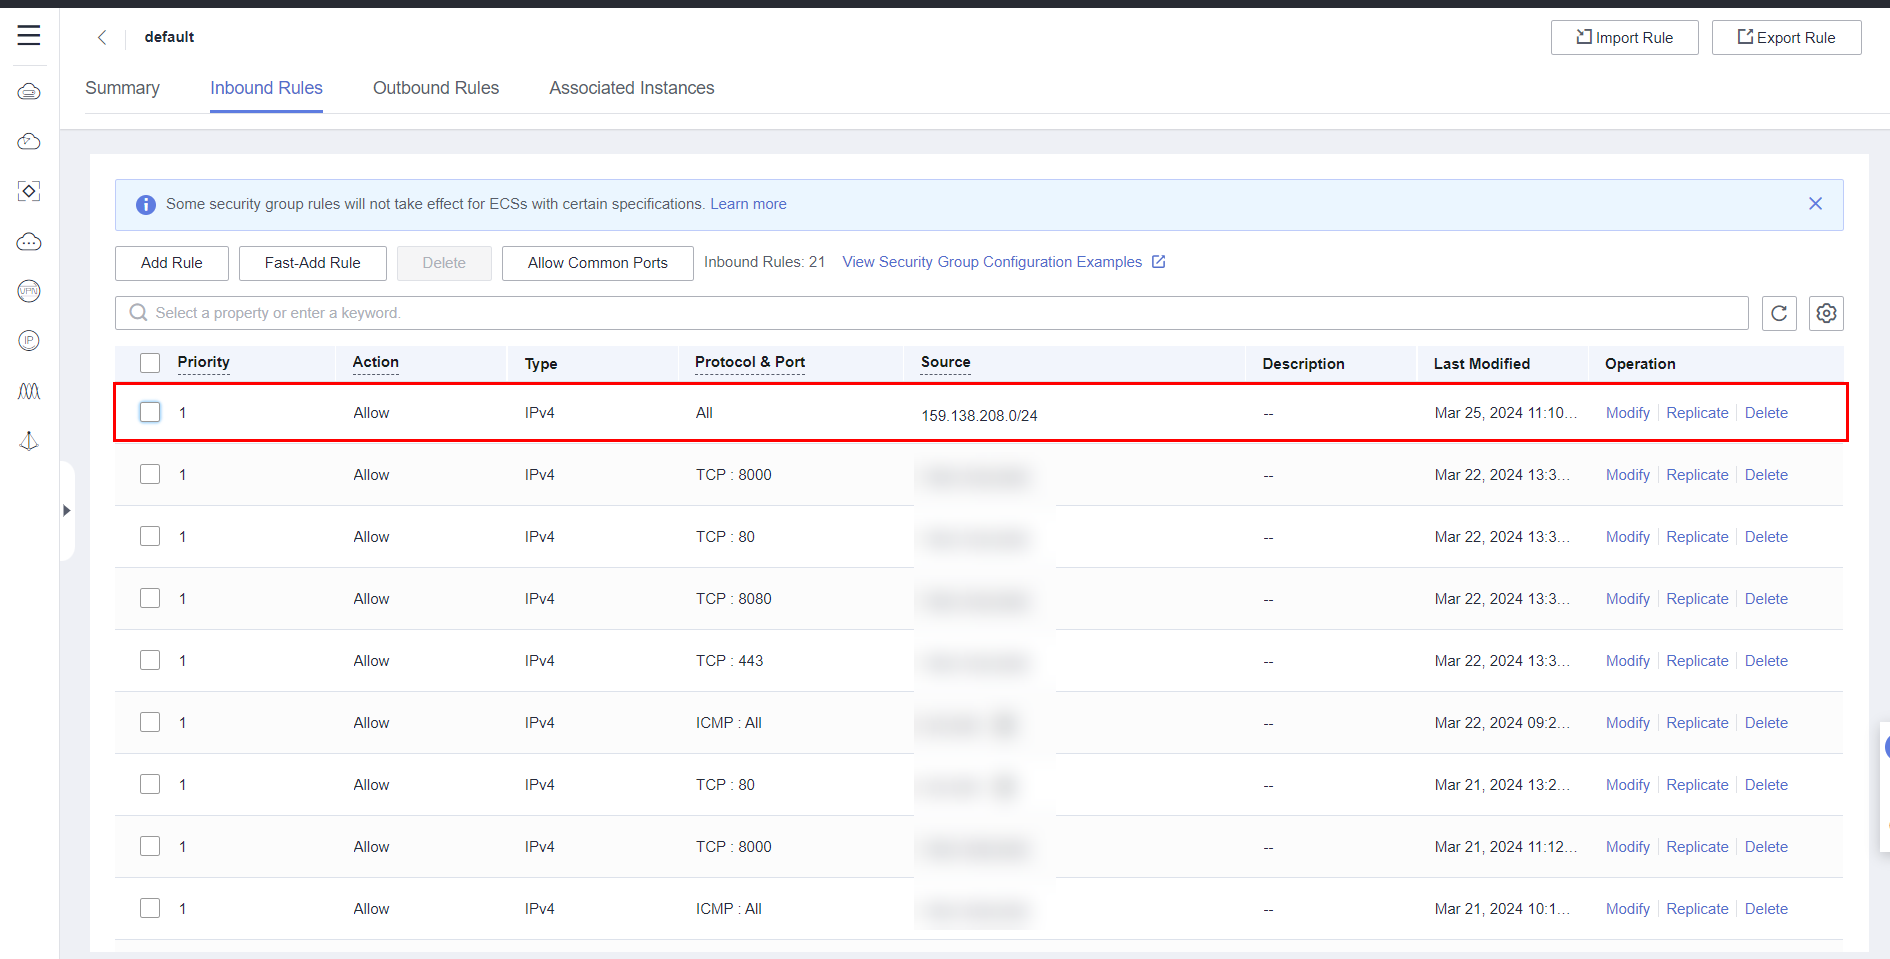 default
Import Rule
Export Rule
Summary Inbound Rules Outbound Rules Associated Instances
Some security group rules will not take effect for ECSs with certain specifications. Learn more
Add Rule Fast-Add Rule Delete Allow Common Ports Inbound Rules: 21 View Security Group Configuration Examples
Select a property or enter a keyword.
Priority Action Type Protocol & Port Source Description Last Modified Operation
1 Allow IPv4 All 159.138.208.0/24 -- Mar 25, 2024 11:10... Modify Replicate Delete
1 Allow IPv4 TCP : 8000 -- Mar 22, 2024 13:3... Modify Replicate Delete
1 Allow IPv4 TCP : 80 -- Mar 22, 2024 13:3... Modify Replicate Delete
1 Allow IPv4 TCP : 8080 -- Mar 22, 2024 13:3... Modify Replicate Delete
1 Allow IPv4 TCP : 443 -- Mar 22, 2024 13:3... Modify Replicate Delete
1 Allow IPv4 ICMP : All -- Mar 22, 2024 09:2... Modify Replicate Delete
1 Allow IPv4 TCP : 80 -- Mar 21, 2024 13:2... Modify Replicate Delete
1 Allow IPv4 TCP : 8000 -- Mar 21, 2024 11:12... Modify Replicate Delete
1 Allow IPv4 ICMP : All -- Mar 21, 2024 10:1... Modify Replicate Delete
VPN
IP